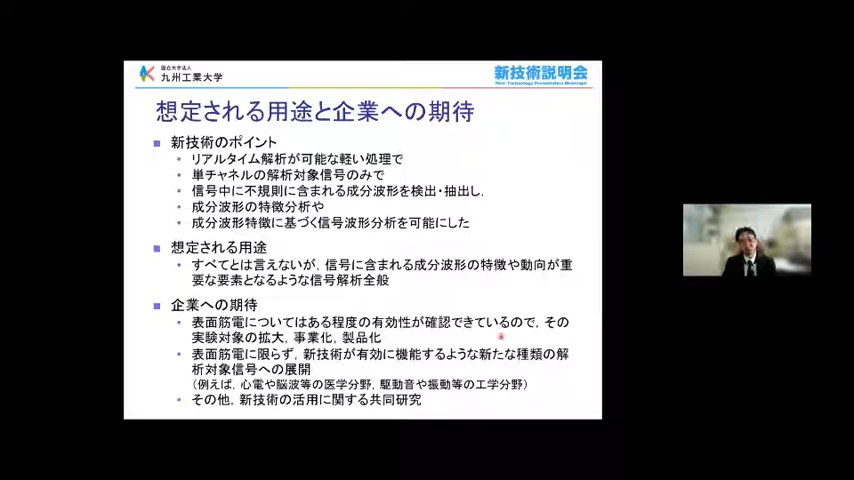 国立大学法人
九州工業大学
新技術説明会
New Technology Presentation Meetings!
想定される用途と企業への期待
新技術のポイント
リアルタイム解析が可能な軽い処理で
単チャネルの解析対象信号のみで
信号中に不規則に含まれる成分波形を検出・抽出し,
成分波形の特徴分析や
成分波形特徴に基づく信号波形分析を可能にした
想定される用途
すべてとは言えないが, 信号に含まれる成分波形の特徴や動向が重
要な要素となるような信号解析全般
企業への期待
表面筋電についてはある程度の有効性が確認できているので, その
実験対象の拡大, 事業化, 製品化
表面筋電に限らず, 新技術が有効に機能するような新たな種類の解
析対象信号への展開
(例えば, 心電や脳波等の医学分野, 駆動音や振動等の工学分野)
その他, 新技術の活用に関する共同研究